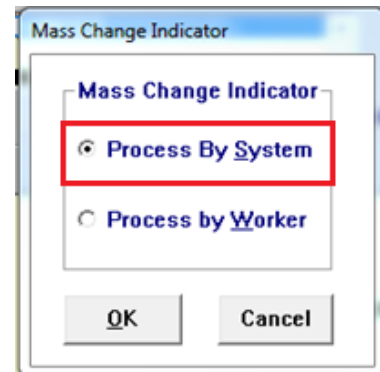 Mass Change Indicator
Mass Change Indicator
Process By System
Process by Worker
OK
Cancel